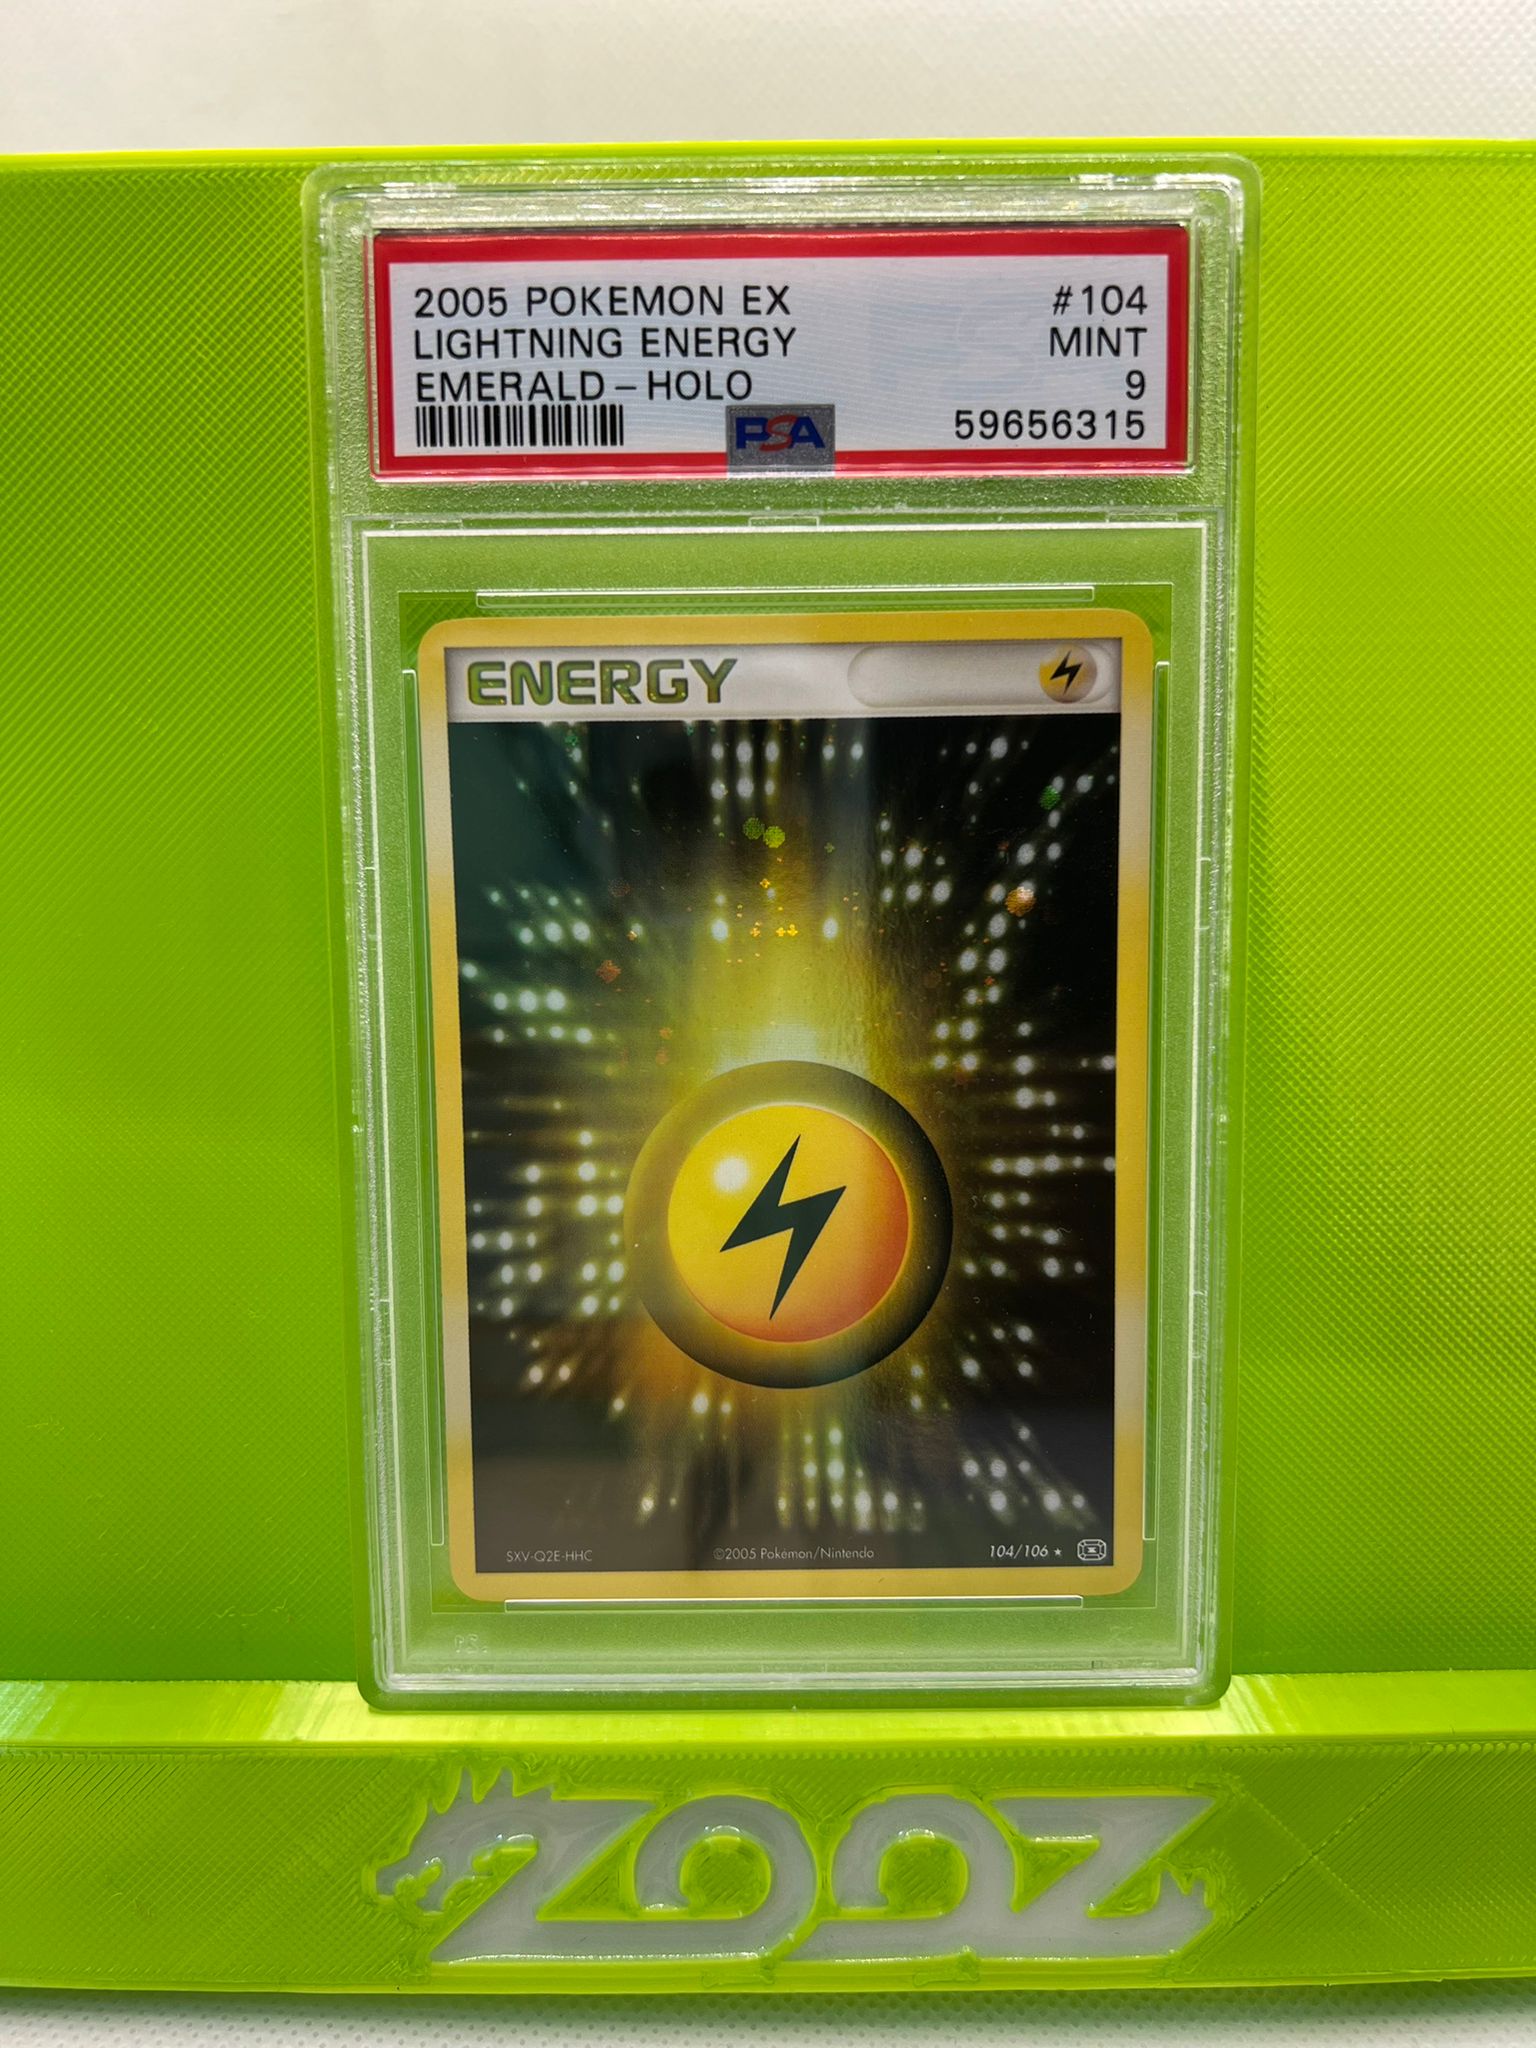 2005 POKEMON EX #104
LIGHTNING ENERGY MINT
EMERALD - HOLO 9
PSA 59656315
ENERGY
SXV-Q2E-HHC ©2005 Pokémon/Nintendo 104/106 ★
ZOOZ